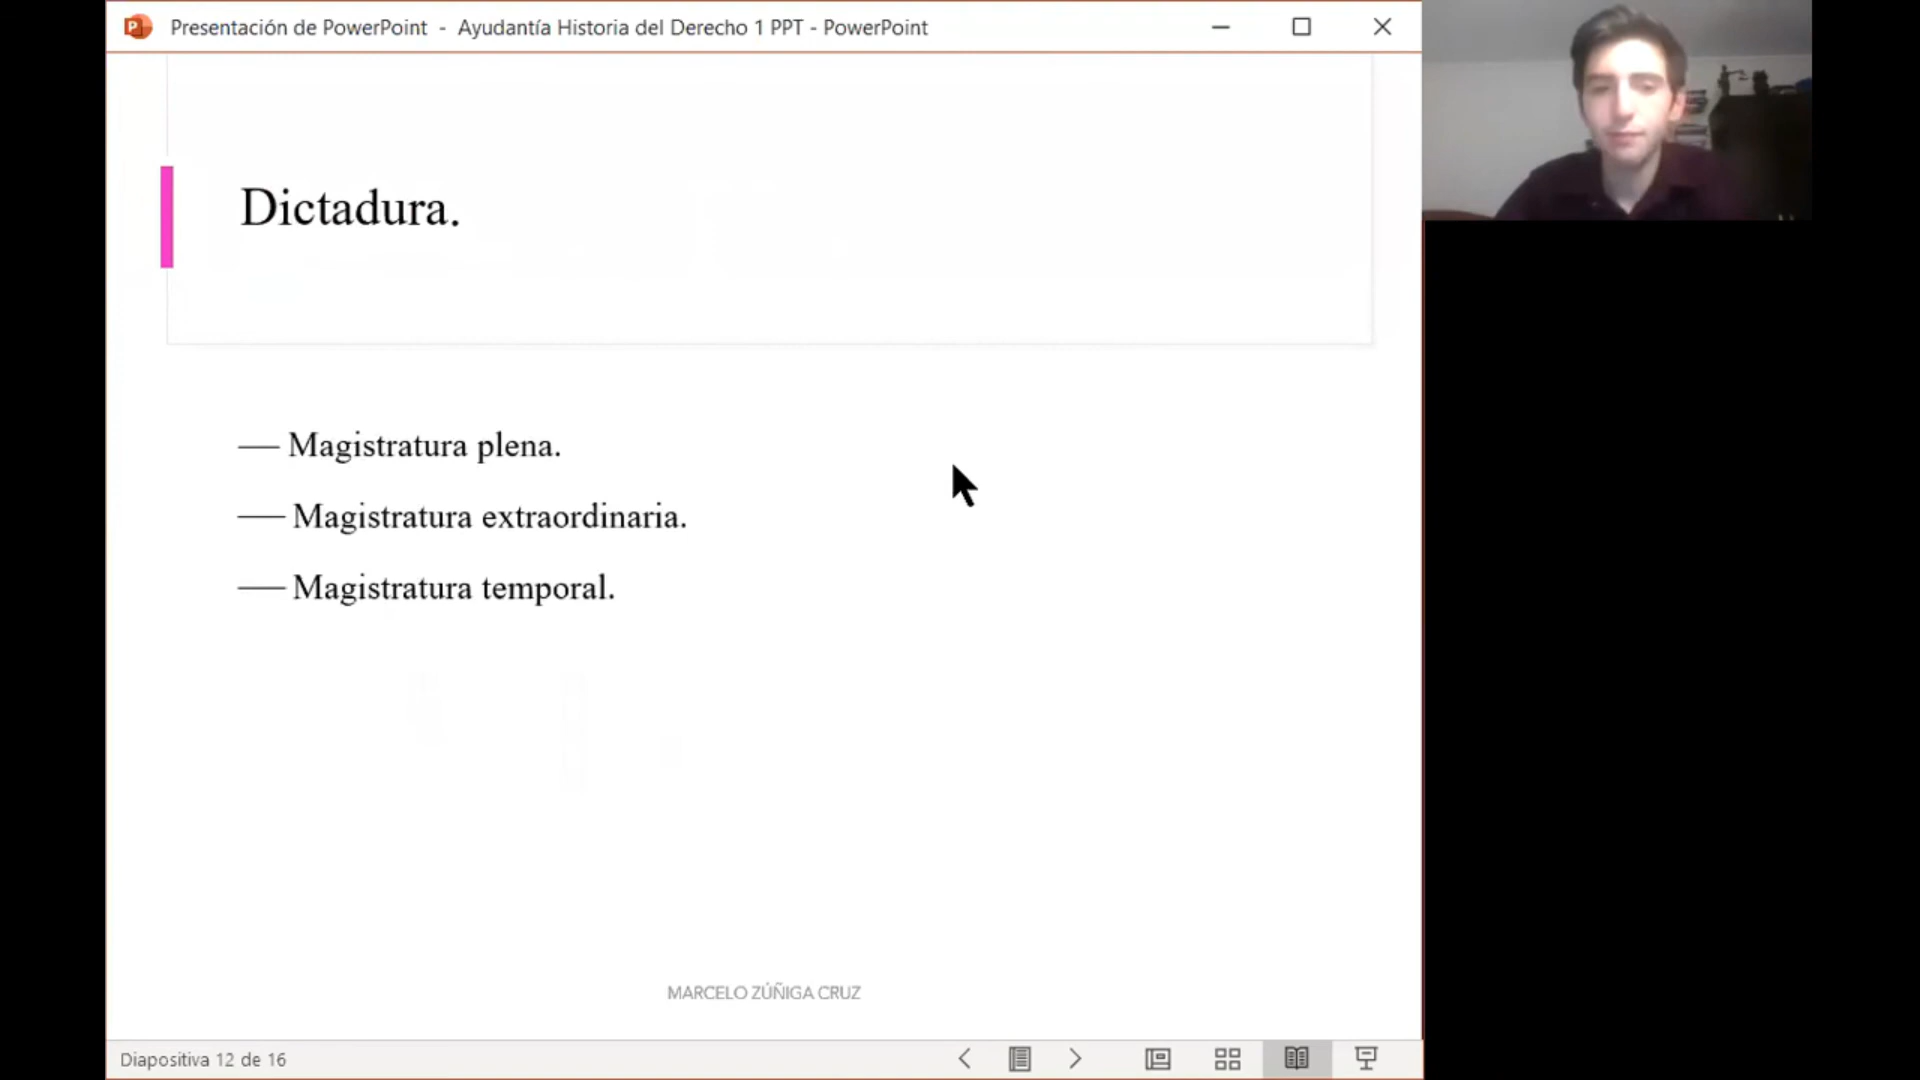 Presentación de PowerPoint - Ayudantía Historia del Derecho 1 PPT - PowerPoint
Dictadura.
— Magistratura plena.
— Magistratura extraordinaria.
— Magistratura temporal.
MARCELO ZÚÑIGA CRUZ
Diapositiva 12 de 16